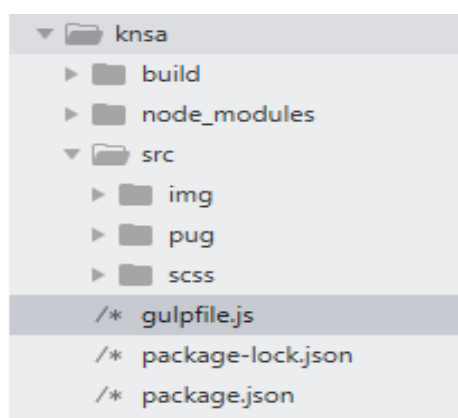 knsa
build
node_modules
src
img
pug
scss
/* gulpfile.js
/* package-lock.json
/* package.json